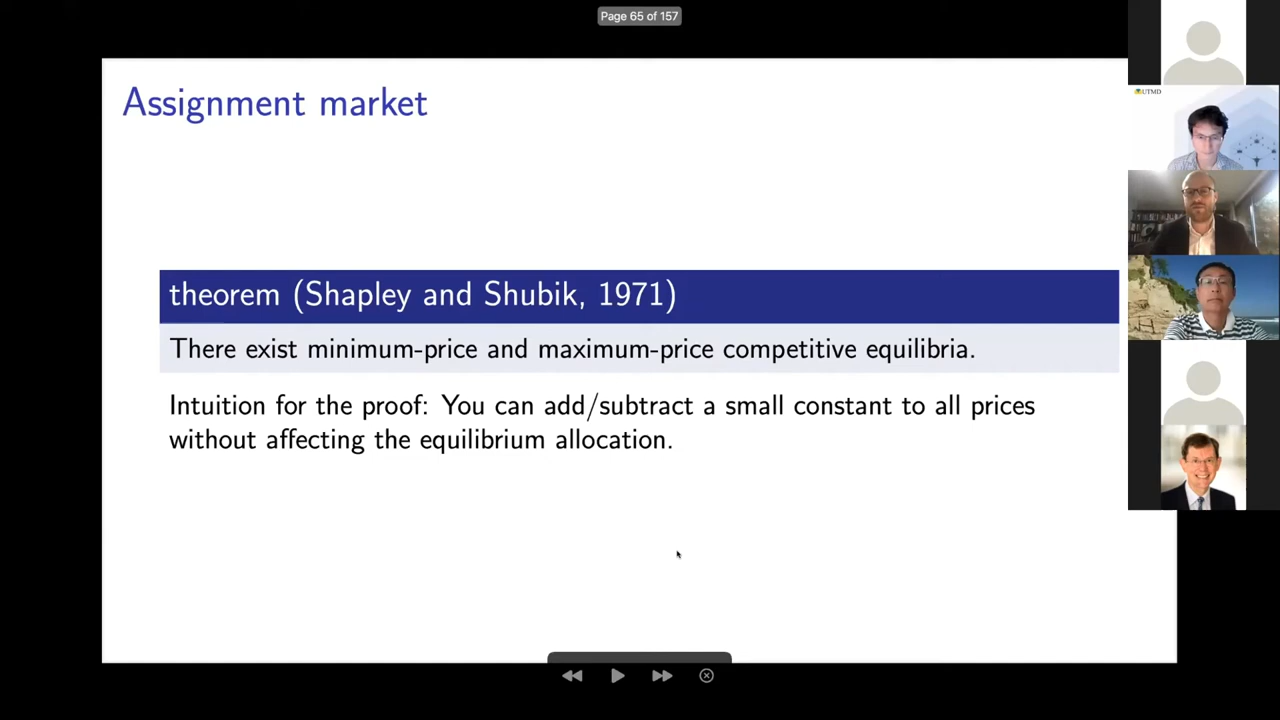 Page 65 of 157
Assignment market
UTMD
theorem (Shapley and Shubik, 1971)
There exist minimum-price and maximum-price competitive equilibria.
Intuition for the proof: You can add/subtract a small constant to all prices
without affecting the equilibrium allocation.